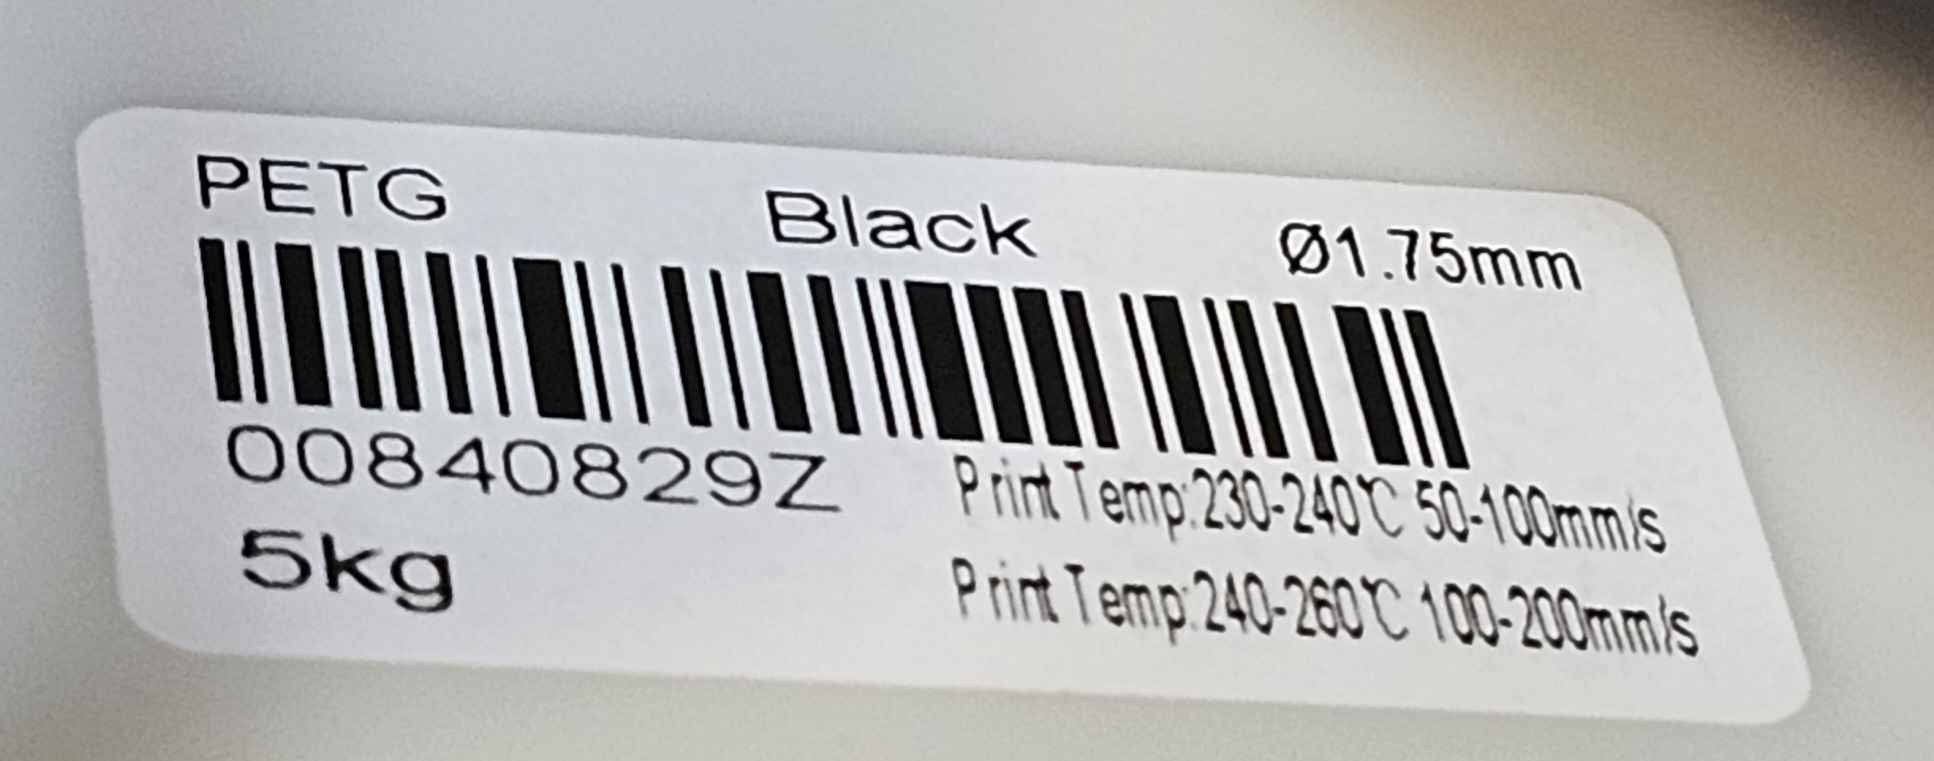 PETG Black Ø1.75mm
00840829Z
Print Temp:230-240℃ 50-100mm/s
5kg
Print Temp:240-260℃ 100-200mm/s